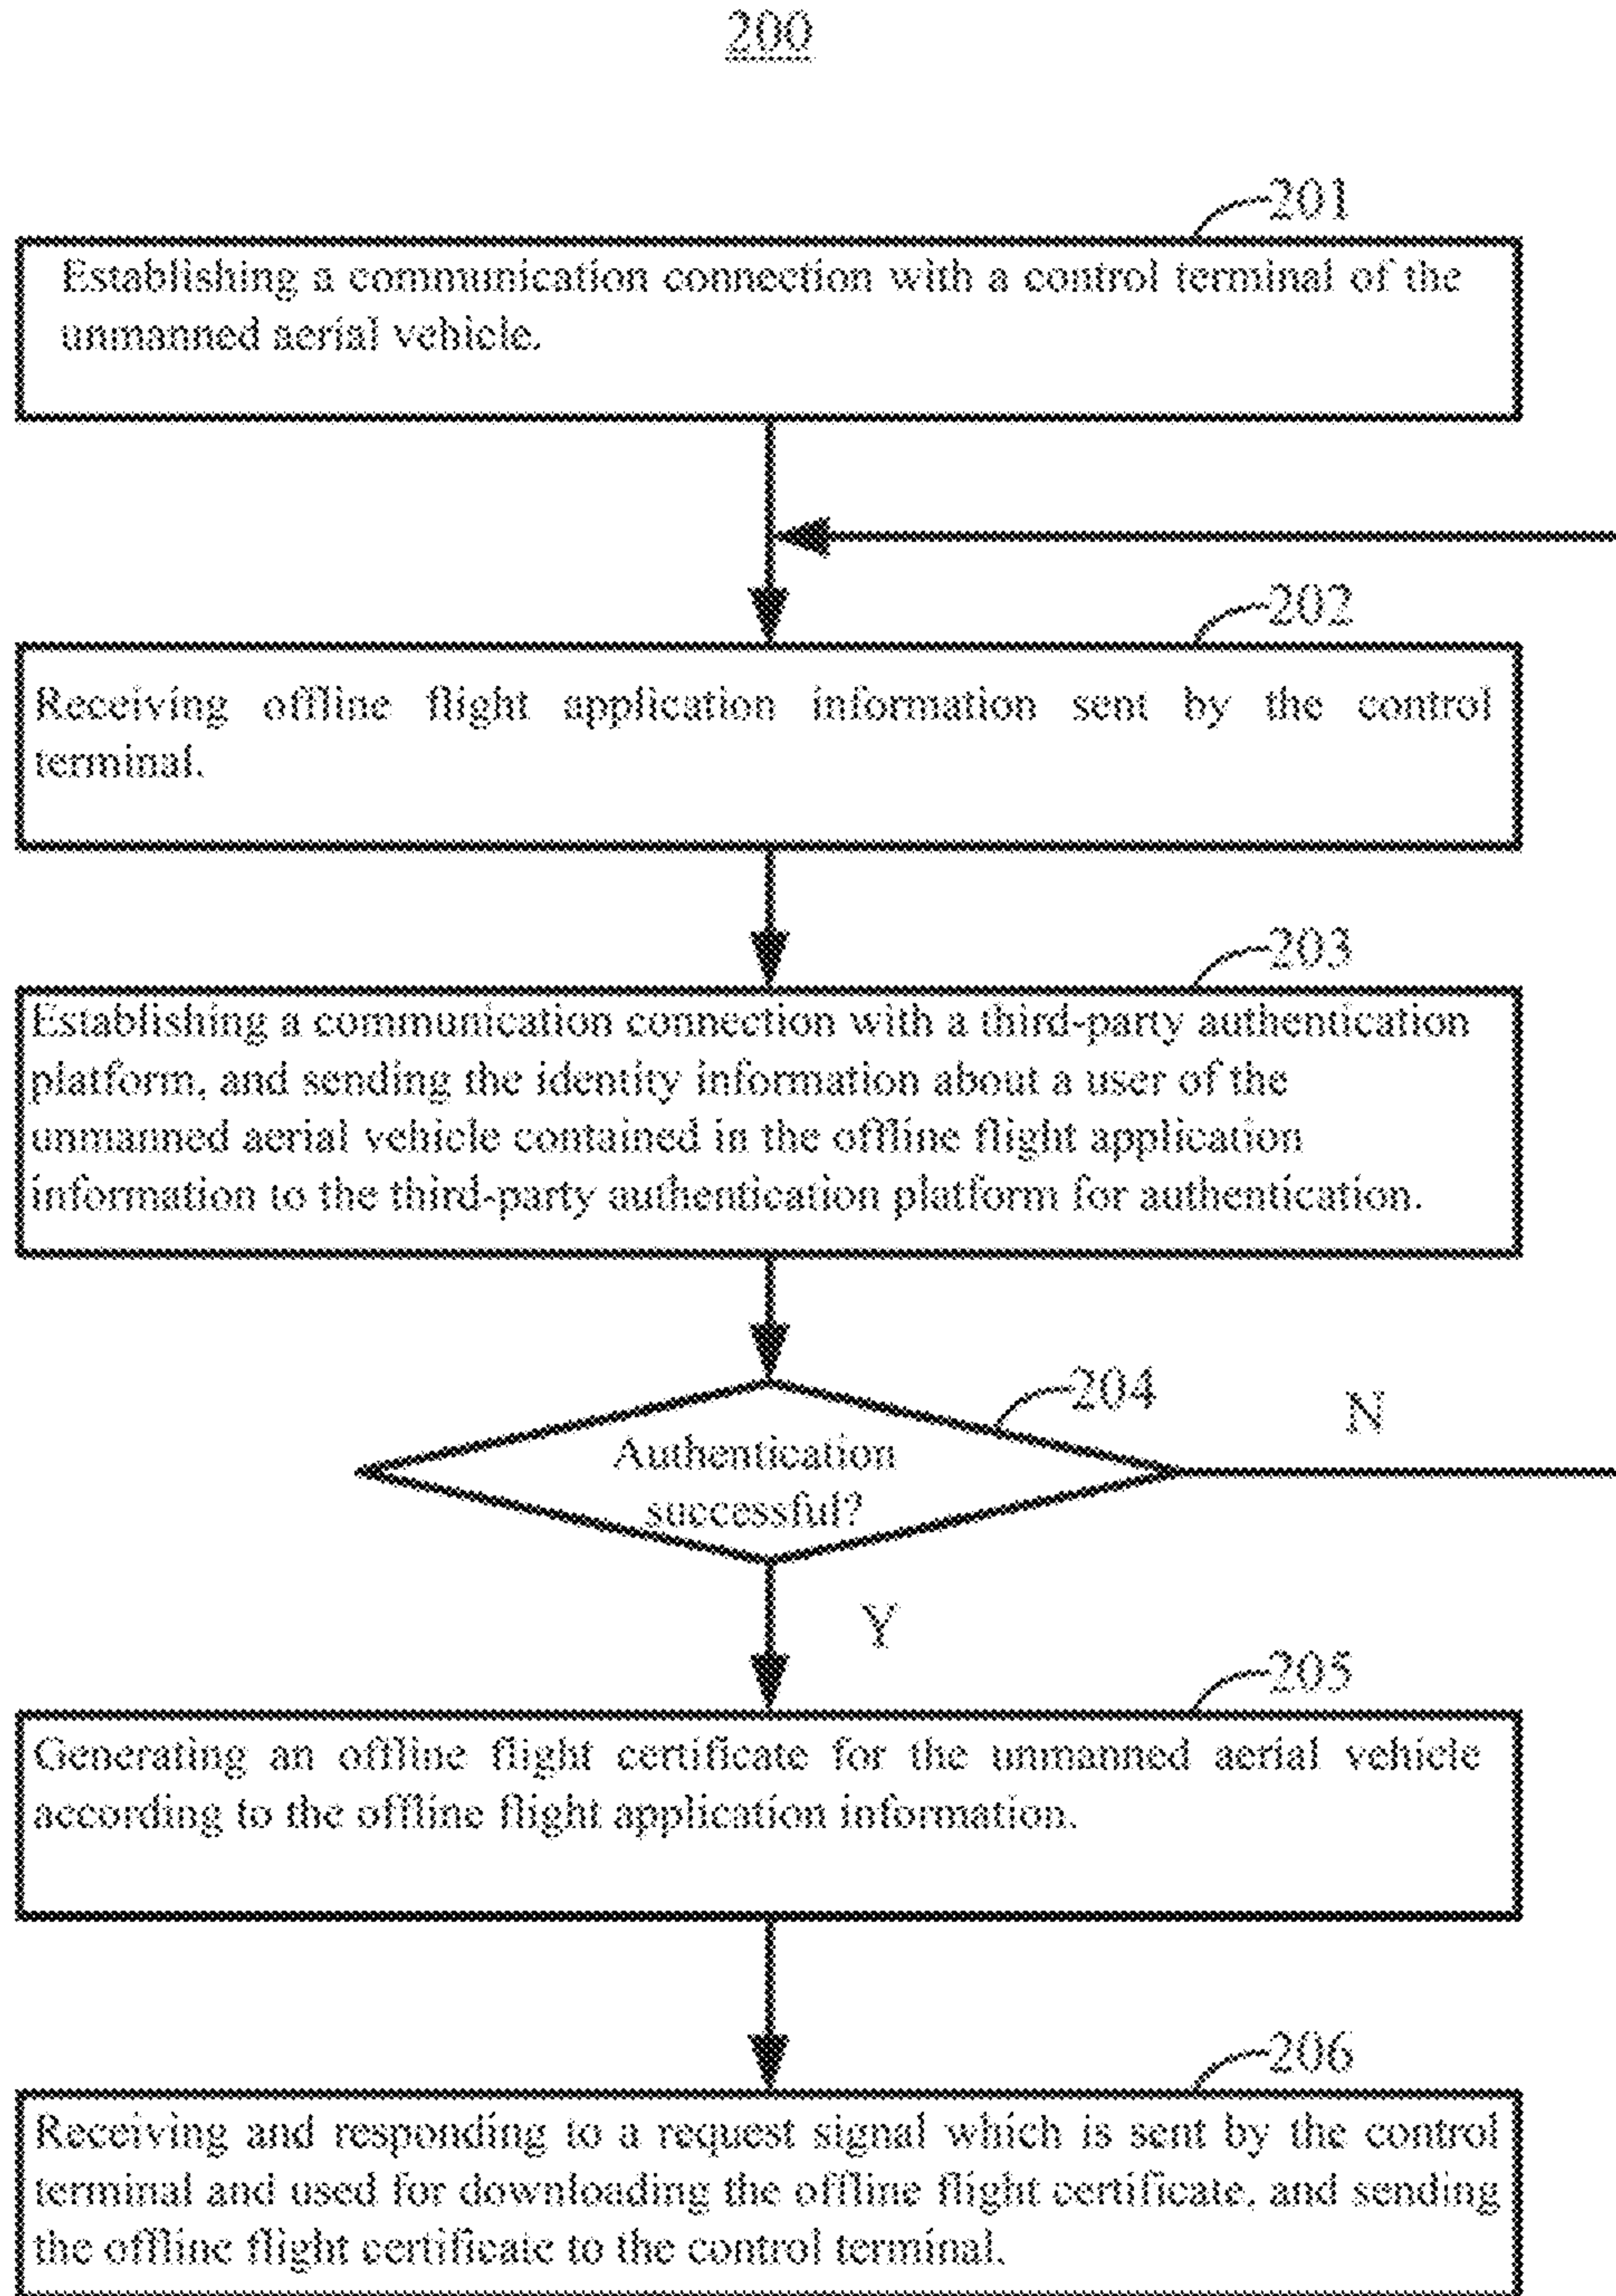 200
201
Establishing a communication connection with a control terminal of the
unmanned aerial vehicle.
202
Receiving offline flight application information sent by the control
terminal.
203
Establishing a communication connection with a third-party authentication
platform, and sending the identity information about a user of the
unmanned aerial vehicle contained in the offline flight application
information to the third-party authentication platform for authentication.
204
N
Authentication
successful?
Y
205
Generating an offline flight certificate for the unmanned aerial vehicle
according to the offline flight application information.
206
Receiving and responding to a request signal which is sent by the control
terminal and used for downloading the offline flight certificate, and sending
the offline flight certificate to the control terminal.